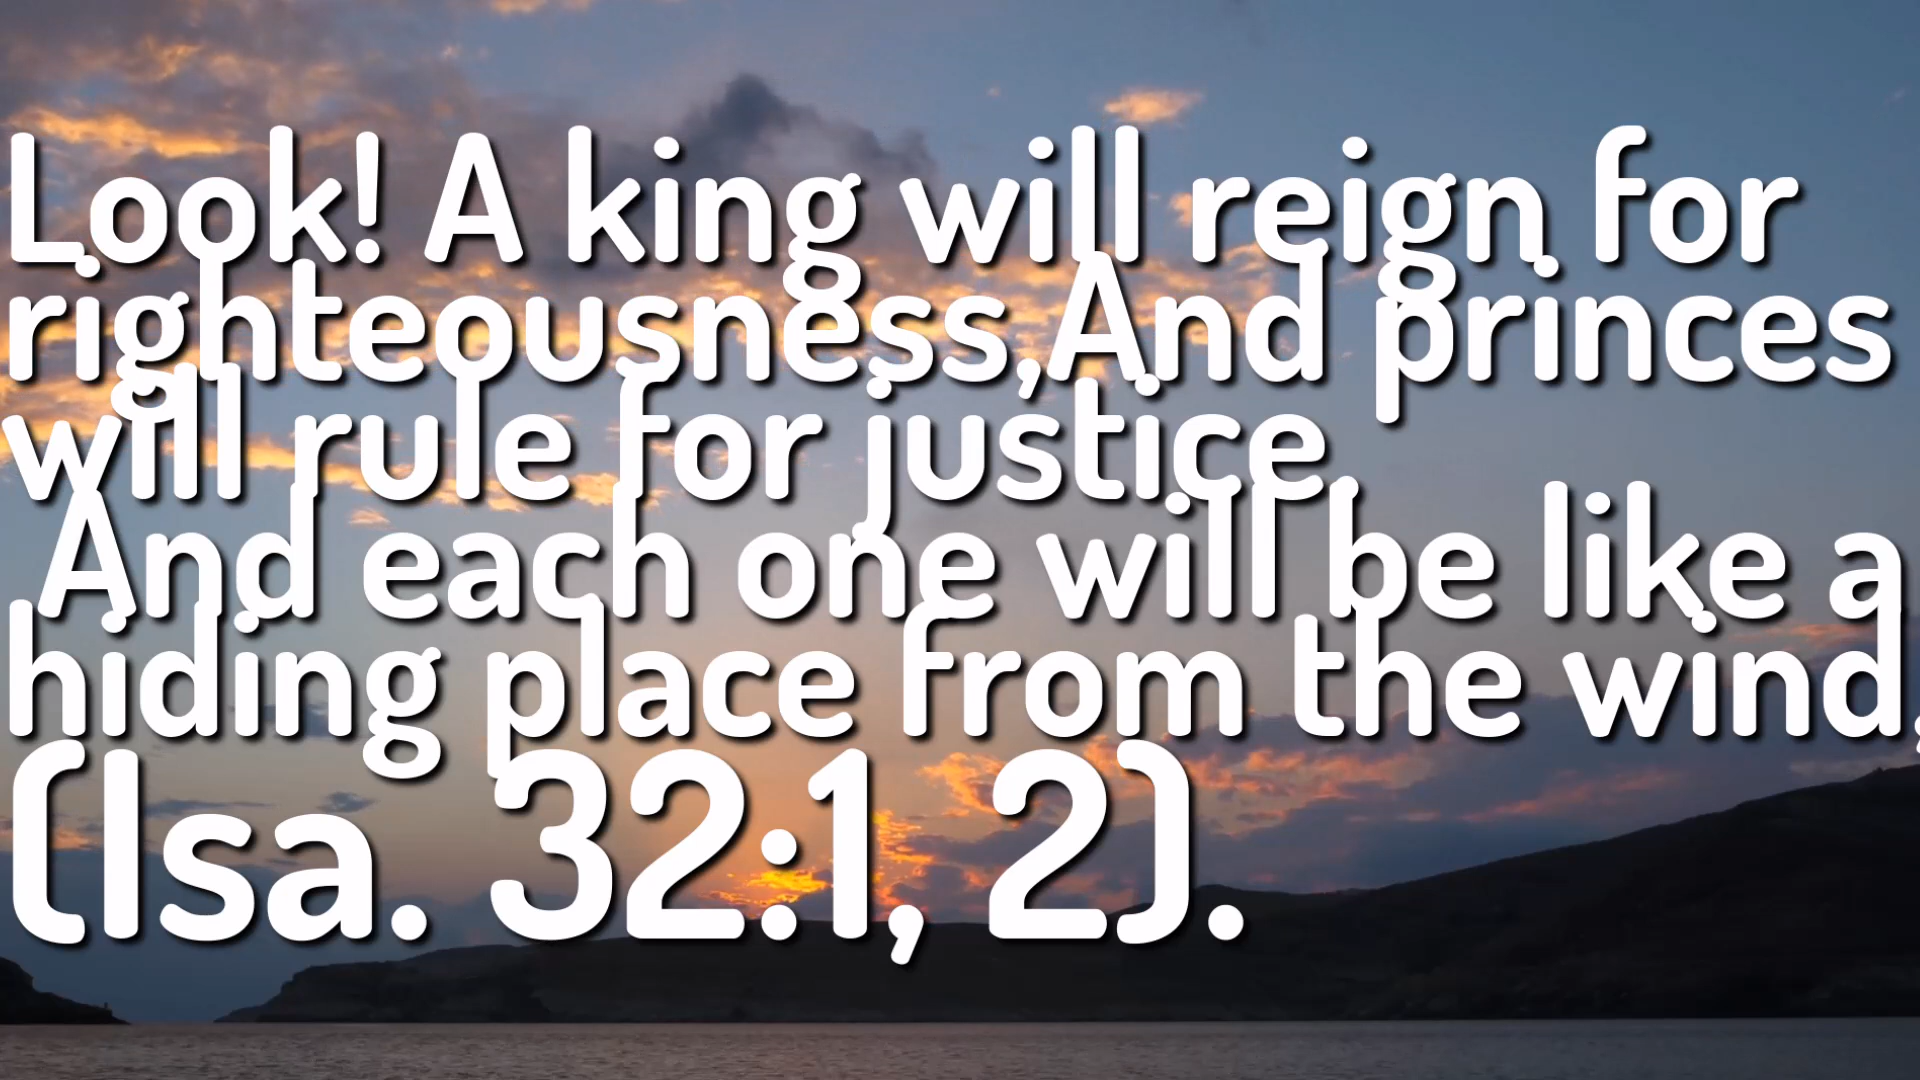 Look! A king will reign for
righteousness,And princes
will rule for justice.
And each one will be like a
hiding place from the wind,
(Isa. 32:1, 2).